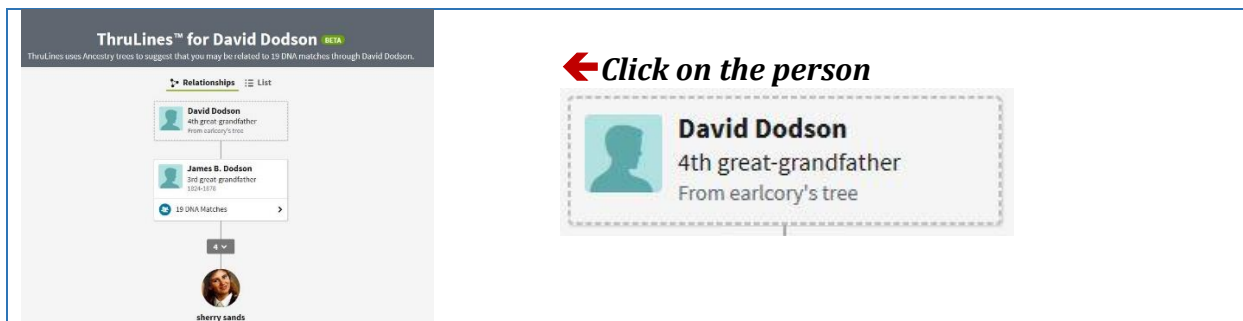 ThruLines™ for David Dodson BETA
ThruLines uses Ancestry trees to suggest that you may be related to 19 DNA matches through David Dodson.
Relationships List
David Dodson
4th great-grandfather
From earlcory's tree
James B. Dodson
3rd great-grandfather
1824-1876
19 DNA Matches
4
sherry sands
Click on the person
David Dodson
4th great-grandfather
From earlcory's tree